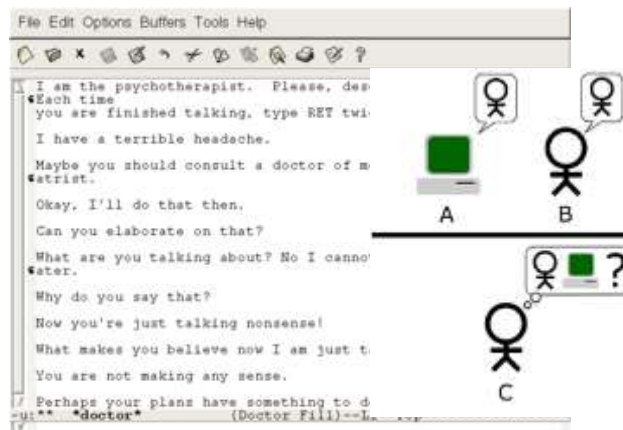 File Edit Options Buffers Tools Help
I am the psychotherapist. Please, des
Each time
you are finished talking, type RET twi
I have a terrible headache.
Maybe you should consult a doctor of m
atrist.
Okay, I'll do that then.
Can you elaborate on that?
What are you talking about? No I canno
ater.
Why do you say that?
Now you're just talking nonsense!
What makes you believe now I am just t
You are not making any sense.
Perhaps your plans have something to d
-u:** *doctor* (Doctor Fill)--
A
B
?
C